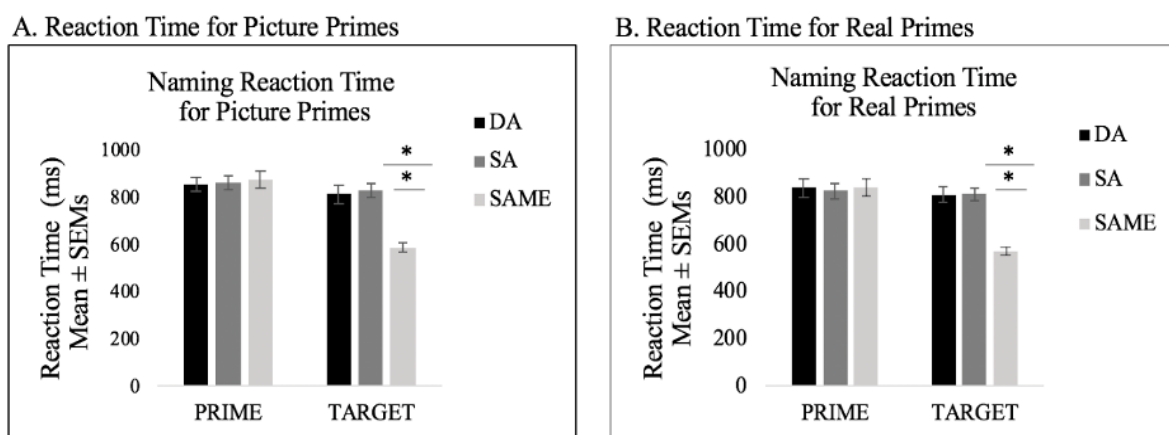 A. Reaction Time for Picture Primes
Naming Reaction Time
for Picture Primes
DA
SA
SAME
Reaction Time (ms)
Mean ± SEMs
1000
800
600
400
200
0
*
*
PRIME TARGET
B. Reaction Time for Real Primes
Naming Reaction Time
for Real Primes
DA
SA
SAME
Reaction Time (ms)
Mean ± SEMs
1000
800
600
400
200
0
*
*
PRIME TARGET